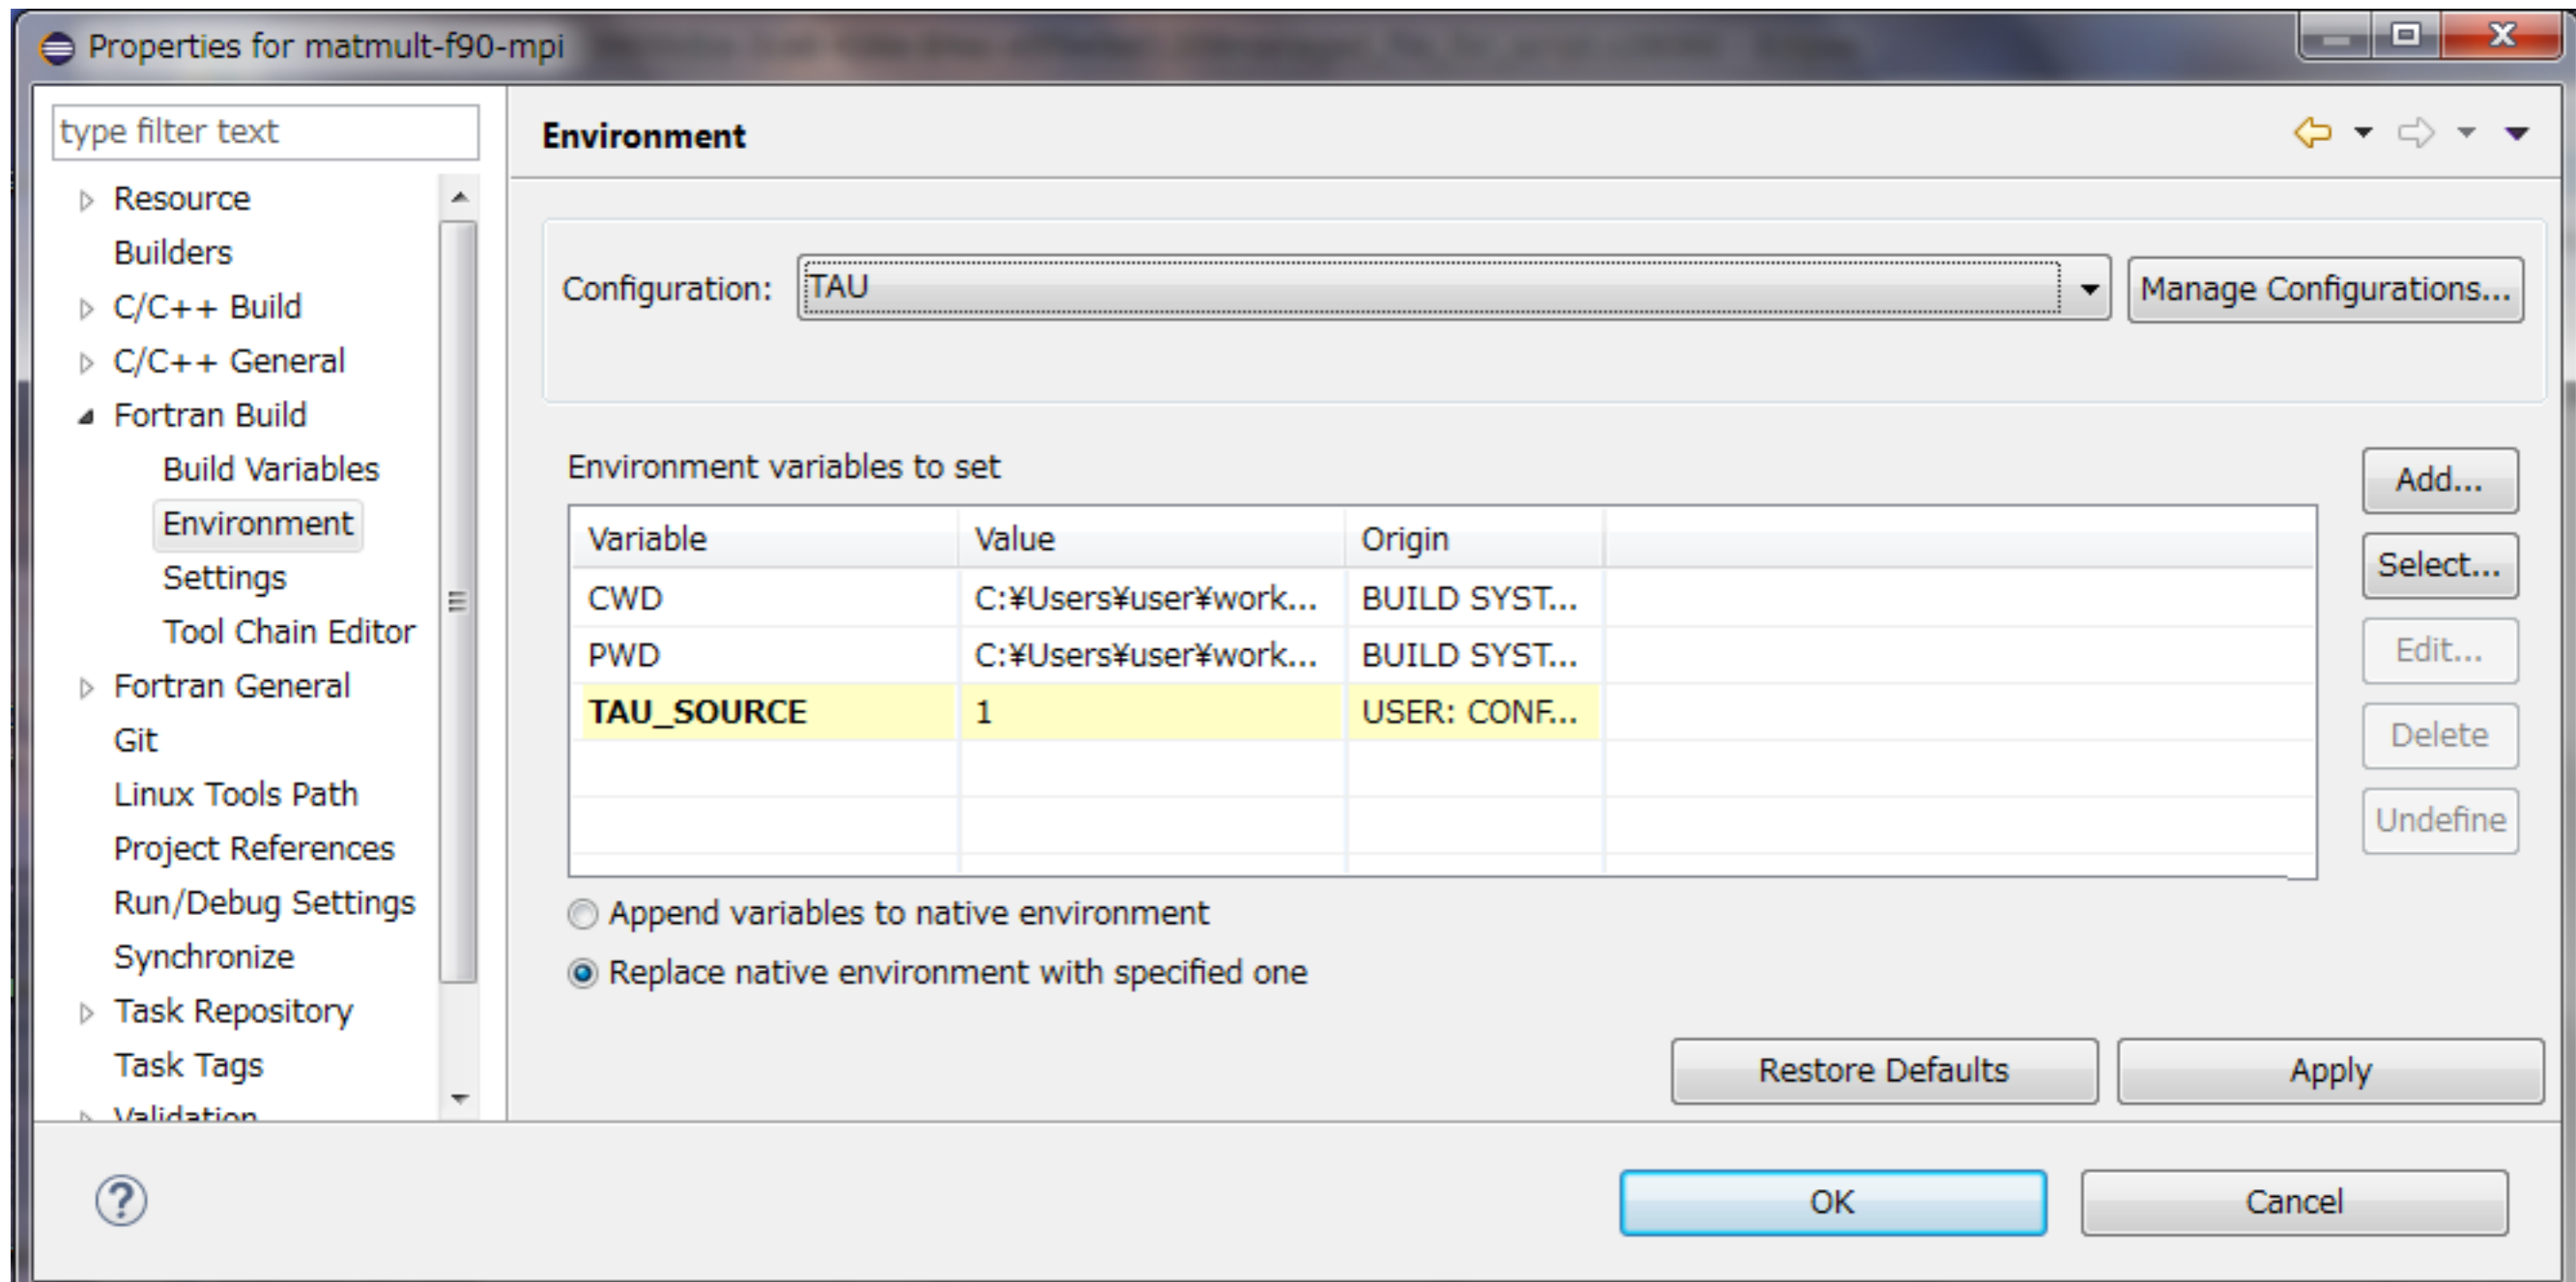 Properties for matmult-f90-mpi
type filter text
Resource
Builders
C/C++ Build
C/C++ General
Fortran Build
Build Variables
Environment
Settings
Tool Chain Editor
Fortran General
Git
Linux Tools Path
Project References
Run/Debug Settings
Synchronize
Task Repository
Task Tags
Validation
Environment
Configuration: TAU Manage Configurations...
Environment variables to set
Variable Value Origin
CWD C:¥Users¥user¥work... BUILD SYST...
PWD C:¥Users¥user¥work... BUILD SYST...
TAU_SOURCE 1 USER: CONF...
Add...
Select...
Edit...
Delete
Undefine
Append variables to native environment
Replace native environment with specified one
Restore Defaults Apply
OK Cancel